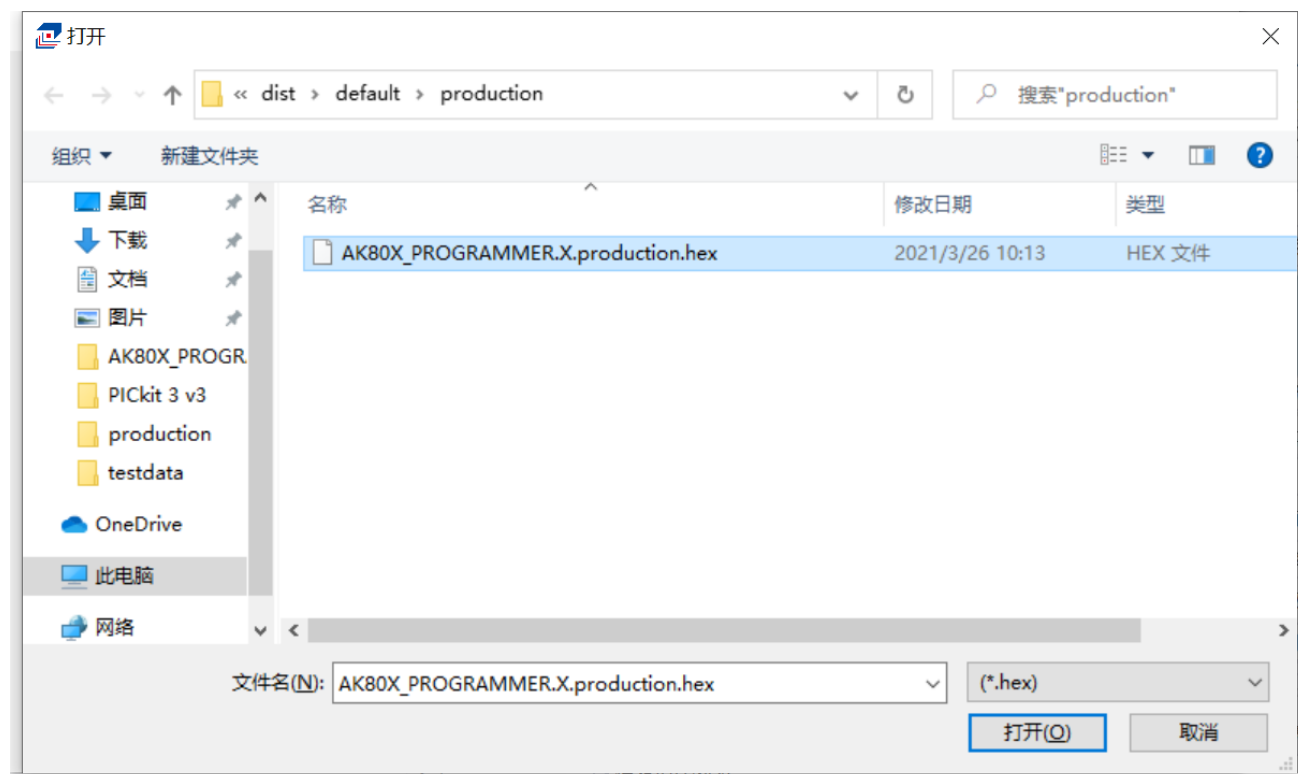 打开
« dist › default › production
搜索"production"
组织 新建文件夹
名称 修改日期 类型
桌面
下载
文档
图片
AK80X_PROGR
PICkit 3 v3
production
testdata
OneDrive
此电脑
网络
AK80X_PROGRAMMER.X.production.hex 2021/3/26 10:13 HEX 文件
文件名(N): AK80X_PROGRAMMER.X.production.hex (*.hex)
打开(O) 取消